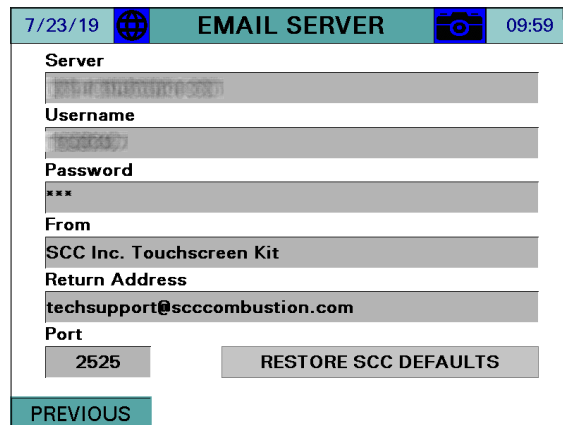 7/23/19 EMAIL SERVER 09:59
Server
Username
Password
***
From
SCC Inc. Touchscreen Kit
Return Address
techsupport@scccombustion.com
Port
2525 RESTORE SCC DEFAULTS
PREVIOUS